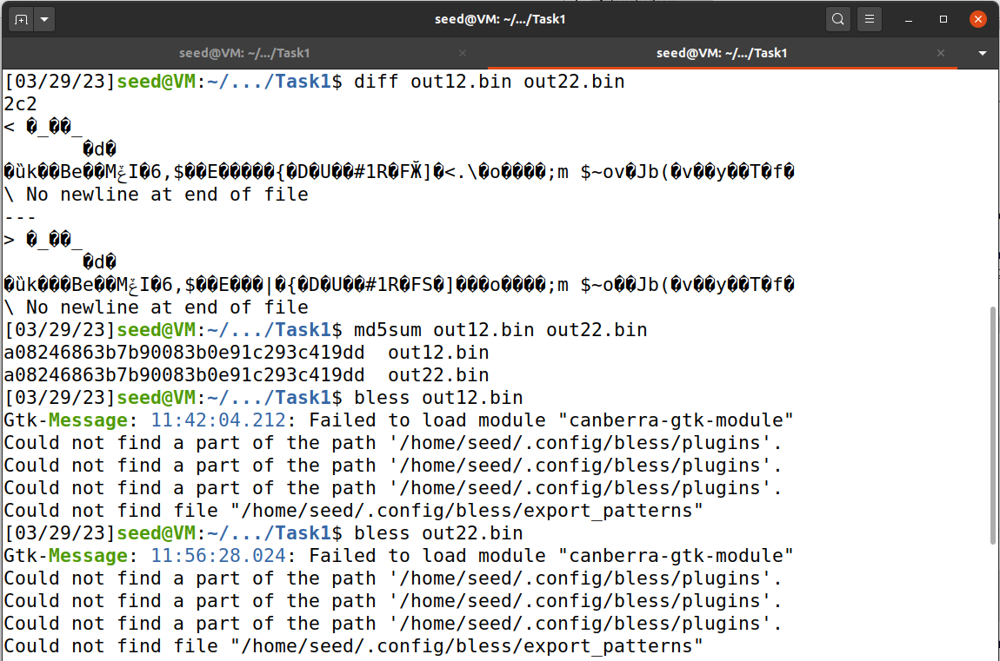 seed@VM: ~/.../Task1
seed@VM: ~/.../Task1
seed@VM: ~/.../Task1
[03/29/23]seed@VM:~/.../Task1$ diff out12.bin out22.bin
2c2
< �_��_
�d�
�ȕk��Be��MڠI�6,$��E�����{�D�U��#1R�FӁ]�<.\�o����;m $~ov�Jb(�v��y��T�f�
\ No newline at end of file
---
> �_��_
�d�
�ȕk���Be��MڠI�6,$��E���|�{�D�U��#1R�FS�]���o����;m $~o��Jb(�v��y��T�f�
\ No newline at end of file
[03/29/23]seed@VM:~/.../Task1$ md5sum out12.bin out22.bin
a08246863b7b90083b0e91c293c419dd  out12.bin
a08246863b7b90083b0e91c293c419dd  out22.bin
[03/29/23]seed@VM:~/.../Task1$ bless out12.bin
Gtk-Message: 11:42:04.212: Failed to load module "canberra-gtk-module"
Could not find a part of the path '/home/seed/.config/bless/plugins'.
Could not find a part of the path '/home/seed/.config/bless/plugins'.
Could not find a part of the path '/home/seed/.config/bless/plugins'.
Could not find file "/home/seed/.config/bless/export_patterns"
[03/29/23]seed@VM:~/.../Task1$ bless out22.bin
Gtk-Message: 11:56:28.024: Failed to load module "canberra-gtk-module"
Could not find a part of the path '/home/seed/.config/bless/plugins'.
Could not find a part of the path '/home/seed/.config/bless/plugins'.
Could not find a part of the path '/home/seed/.config/bless/plugins'.
Could not find file "/home/seed/.config/bless/export_patterns"